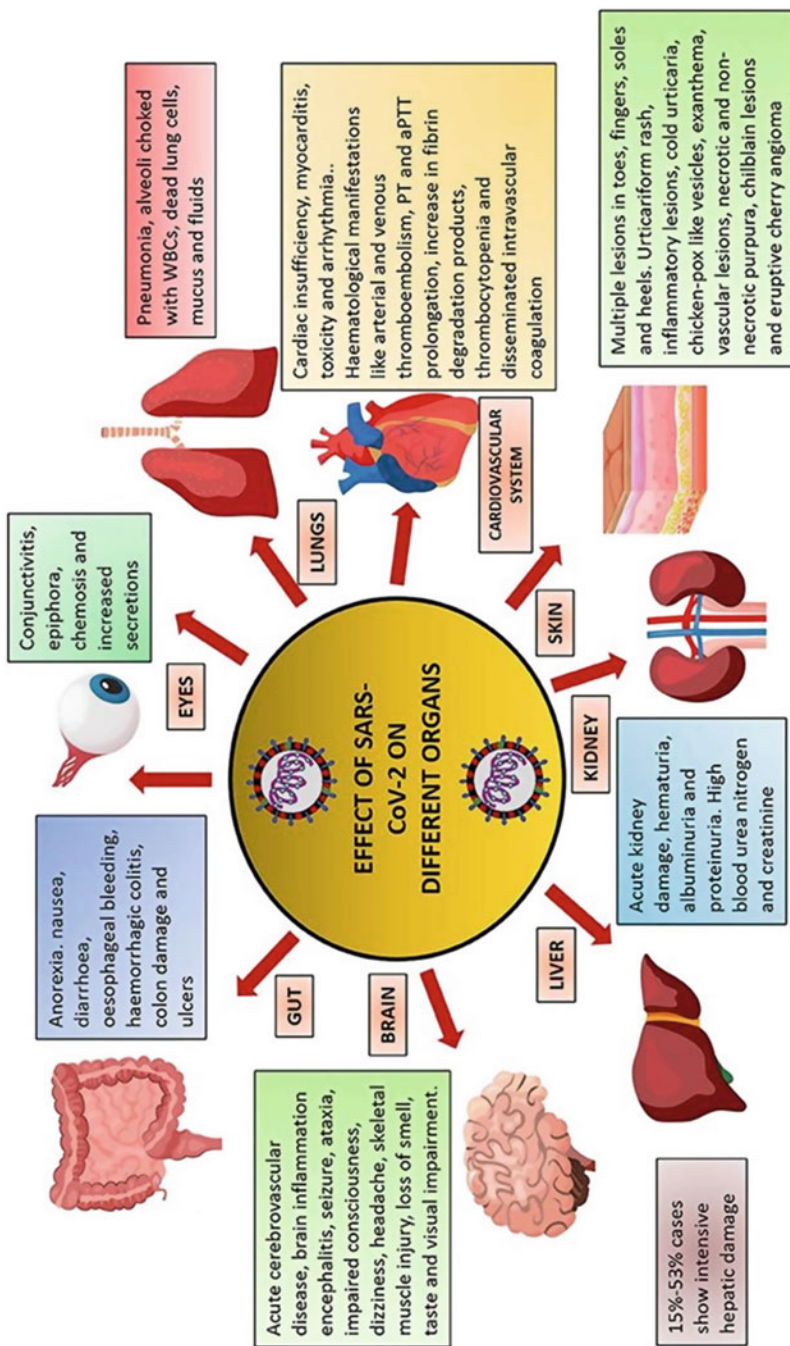 EFFECT OF SARS-
CoV-2 ON
DIFFERENT ORGANS
EYES
Conjunctivitis,
epiphora,
chemosis and
increased
secretions
LUNGS
Pneumonia, alveoli choked
with WBCs, dead lung cells,
mucus and fluids
CARDIOVASCULAR
SYSTEM
Cardiac insufficiency, myocarditis,
toxicity and arrhythmia..
Haematological manifestations
like arterial and venous
thromboembolism, PT and aPTT
prolongation, increase in fibrin
degradation products,
thrombocytopenia and
disseminated intravascular
coagulation
SKIN
Multiple lesions in toes, fingers, soles
and heels. Urticariform rash,
inflammatory lesions, cold urticaria,
chicken-pox like vesicles, exanthema,
vascular lesions, necrotic and non-
necrotic purpura, chilblain lesions
and eruptive cherry angioma
KIDNEY
Acute kidney
damage, hematuria,
albuminuria and
proteinuria. High
blood urea nitrogen
and creatinine
LIVER
15%-53% cases
show intensive
hepatic damage
BRAIN
Acute cerebrovascular
disease, brain inflammation
encephalitis, seizure, ataxia,
impaired consciousness,
dizziness, headache, skeletal
muscle injury, loss of smell,
taste and visual impairment.
GUT
Anorexia. nausea,
diarrhoea,
oesophageal bleeding,
haemorrhagic colitis,
colon damage and
ulcers